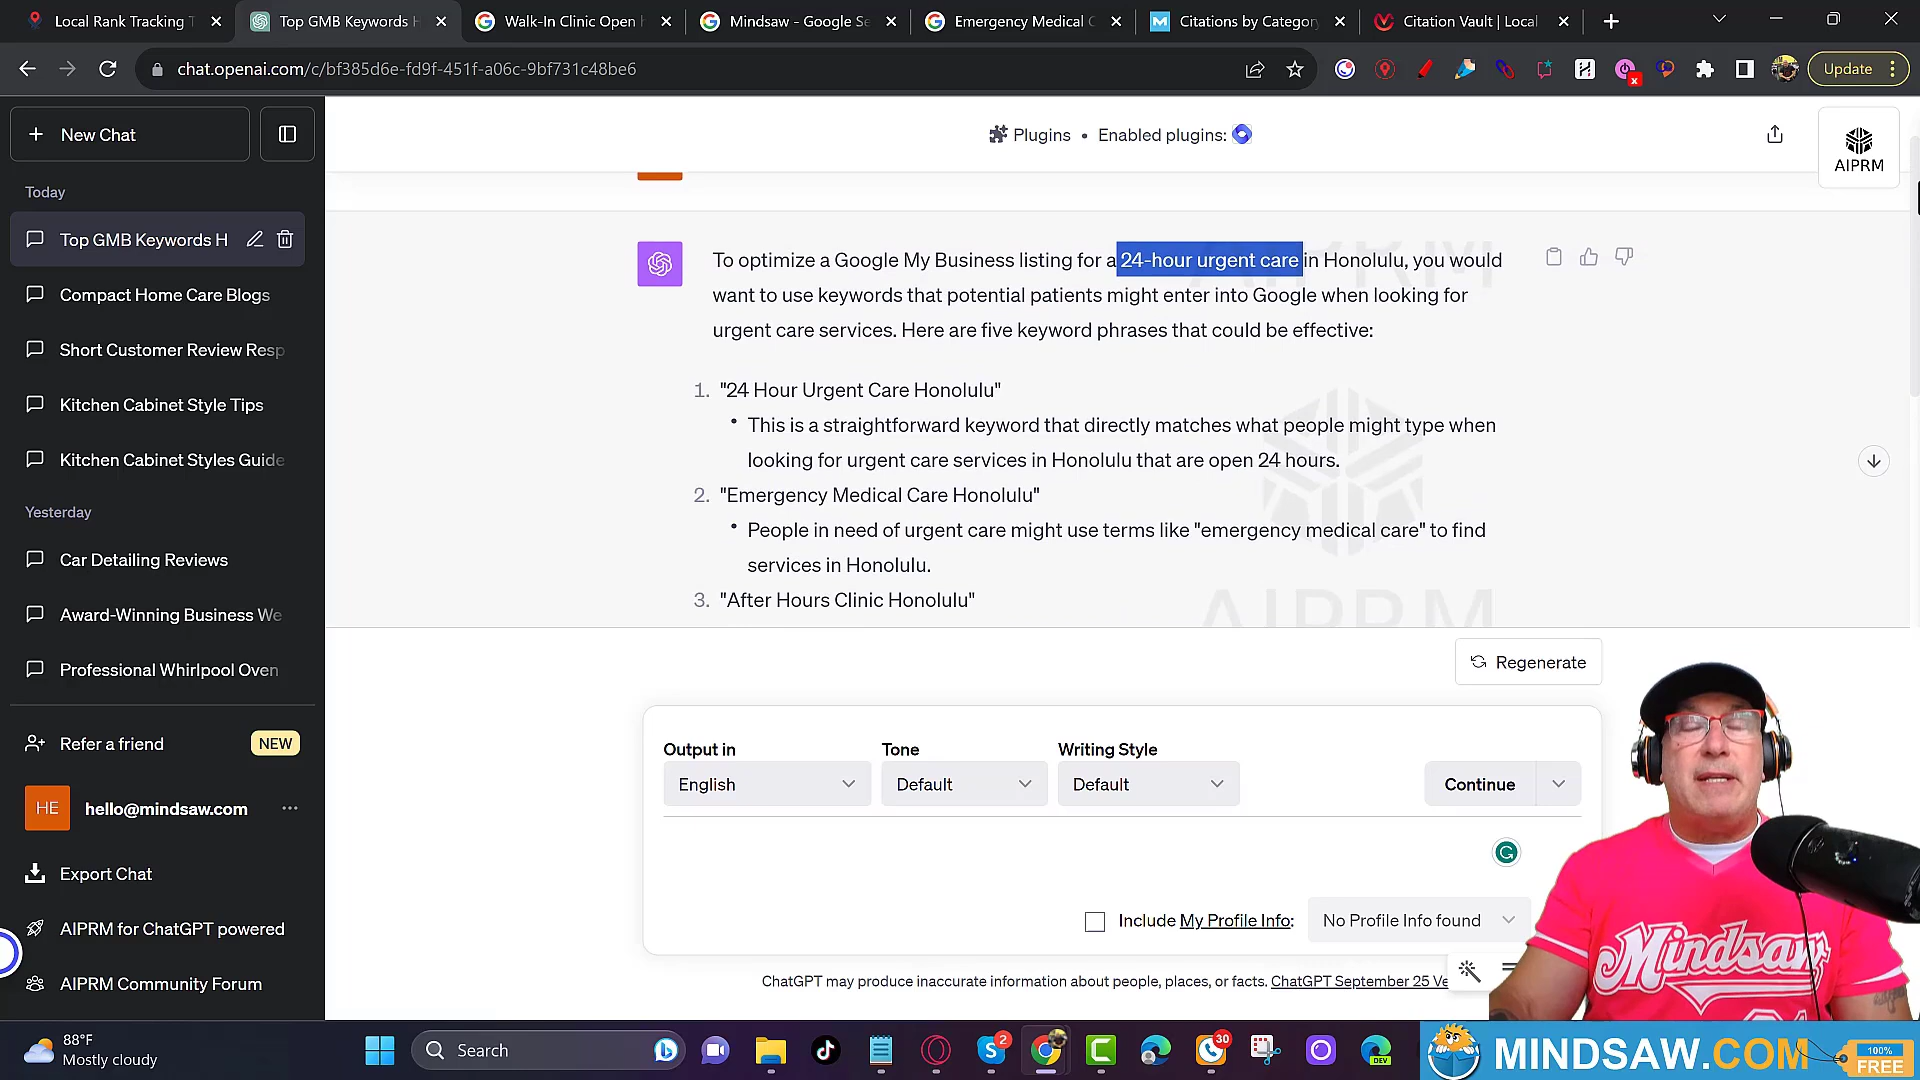 Local Rank Tracking T
Top GMB Keywords H
Walk-In Clinic Open
Mindsaw - Google Se
Emergency Medical C
Citations by Category
Citation Vault | Local
chat.openai.com/c/bf385d6e-fd9f-451f-a06c-9bf731c48be6
Update
New Chat
Plugins • Enabled plugins:
AIPRM
Today
Top GMB Keywords H
Compact Home Care Blogs
Short Customer Review Resp
Kitchen Cabinet Style Tips
Kitchen Cabinet Styles Guide
Yesterday
Car Detailing Reviews
Award-Winning Business We
Professional Whirlpool Oven
Refer a friend
NEW
HE
hello@mindsaw.com
Export Chat
AIPRM for ChatGPT powered
AIPRM Community Forum
To optimize a Google My Business listing for a 24-hour urgent care in Honolulu, you would
want to use keywords that potential patients might enter into Google when looking for
urgent care services. Here are five keyword phrases that could be effective:
1. "24 Hour Urgent Care Honolulu"
• This is a straightforward keyword that directly matches what people might type when
looking for urgent care services in Honolulu that are open 24 hours.
2. "Emergency Medical Care Honolulu"
• People in need of urgent care might use terms like "emergency medical care" to find
services in Honolulu.
3. "After Hours Clinic Honolulu"
AIPRM
Regenerate
Output in
Tone
Writing Style
English
Default
Default
Continue
Include My Profile Info:
No Profile Info found
ChatGPT may produce inaccurate information about people, places, or facts. ChatGPT September 25 Ve
Mindsaw
88°F
Mostly cloudy
Search
2
30
DEV
MINDSAW.COM
100%
FREE